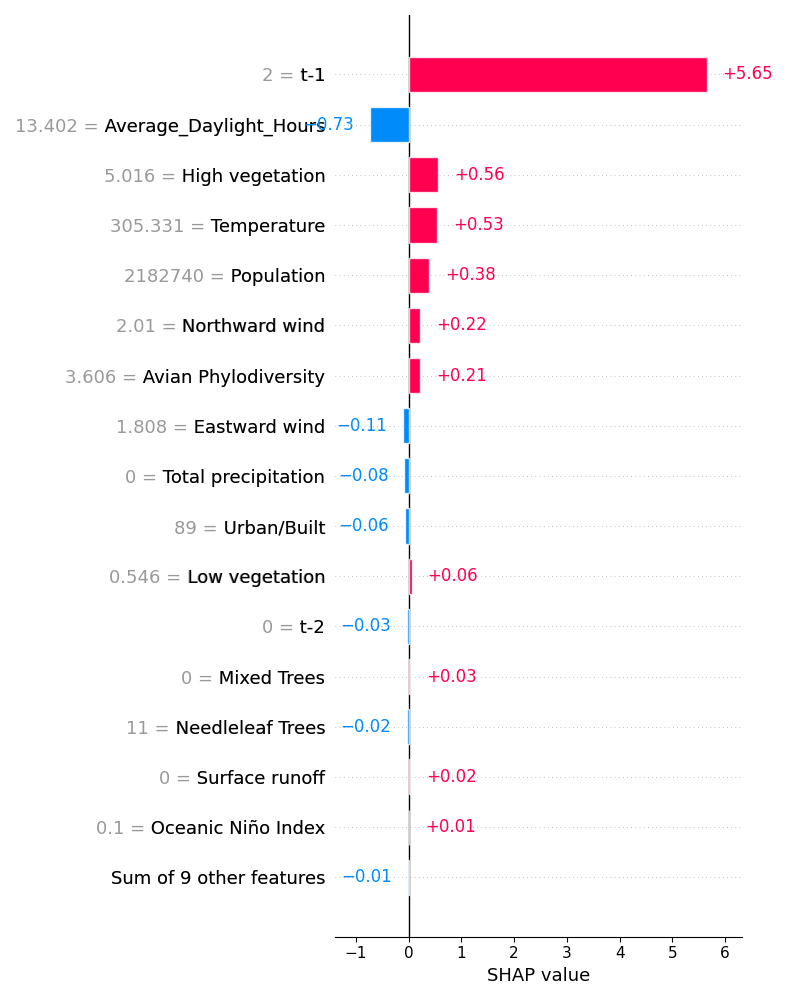 2 = t-1 +5.65
13.402 = Average_Daylight_Hours −0.73
5.016 = High vegetation +0.56
305.331 = Temperature +0.53
2182740 = Population +0.38
2.01 = Northward wind +0.22
3.606 = Avian Phylodiversity +0.21
1.808 = Eastward wind −0.11
0 = Total precipitation −0.08
89 = Urban/Built −0.06
0.546 = Low vegetation +0.06
0 = t-2 −0.03
0 = Mixed Trees +0.03
11 = Needleleaf Trees −0.02
0 = Surface runoff +0.02
0.1 = Oceanic Niño Index +0.01
Sum of 9 other features −0.01
−1 0 1 2 3 4 5 6
SHAP value